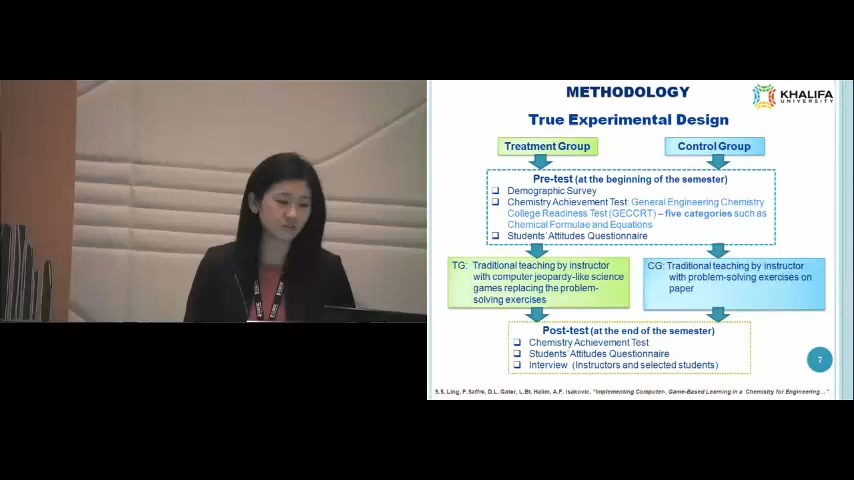 METHODOLOGY
KHALIFA
UNIVERSITY
True Experimental Design
Treatment Group
Control Group
Pre-test (at the beginning of the semester)
Demographic Survey
Chemistry Achievement Test: General Engineering Chemistry
College Readiness Test (GECCRT) – five categories such as
Chemical Formulae and Equations
Students' Attitudes Questionnaire
TG: Traditional teaching by instructor
with computer jeopardy-like science
games replacing the problem-
solving exercises
CG: Traditional teaching by instructor
with problem-solving exercises on
paper
Post-test (at the end of the semester)
Chemistry Achievement Test
Students' Attitudes Questionnaire
Interview (Instructors and selected students)
7
S.S. Ling, F.Saffre, D.L. Gater, L.Bt. Halim, A.F. Isakovic. "Implementing Computer, Game-Based Learning in a Chemistry for Engineering..."